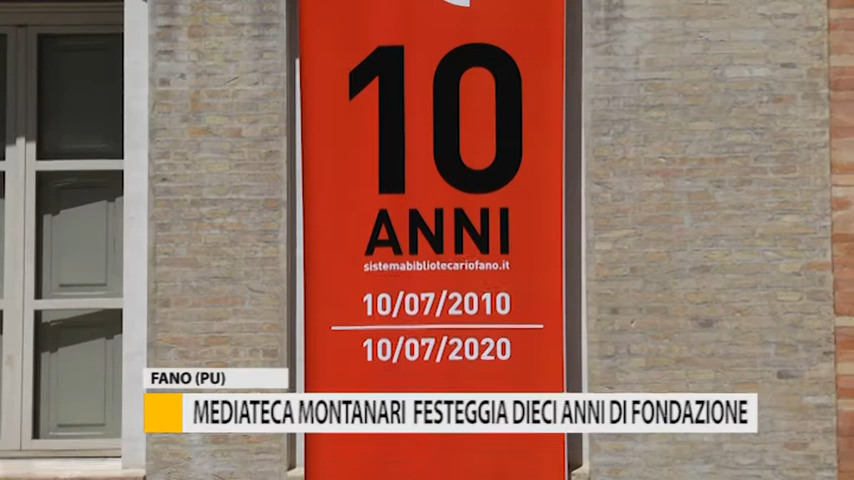 10
ANNI
sistemabibliotecariofano.it
10/07/2010
10/07/2020
FANO (PU)
MEDIATECA MONTANARI FESTEGGIA DIECI ANNI DI FONDAZIONE